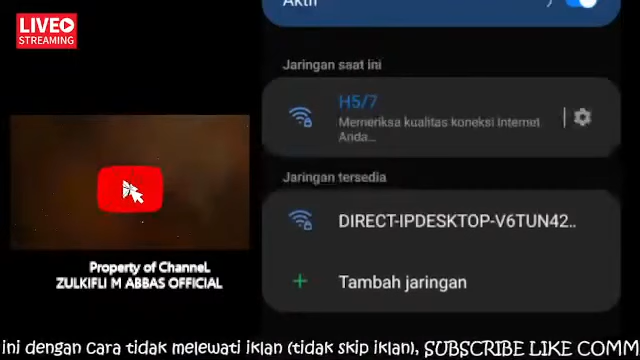 LIVE
STREAMING
Aktif
Jaringan saat ini
H5/7
Memeriksa kualitas koneksi Internet
Anda...
Jaringan tersedia
DIRECT-IPDESKTOP-V6TUN42..
Tambah jaringan
Property of Channel
ZULKIFLI M ABBAS OFFICIAL
ini dengan cara tidak melewati iklan (tidak skip iklan), SUBSCRIBE LIKE COMM